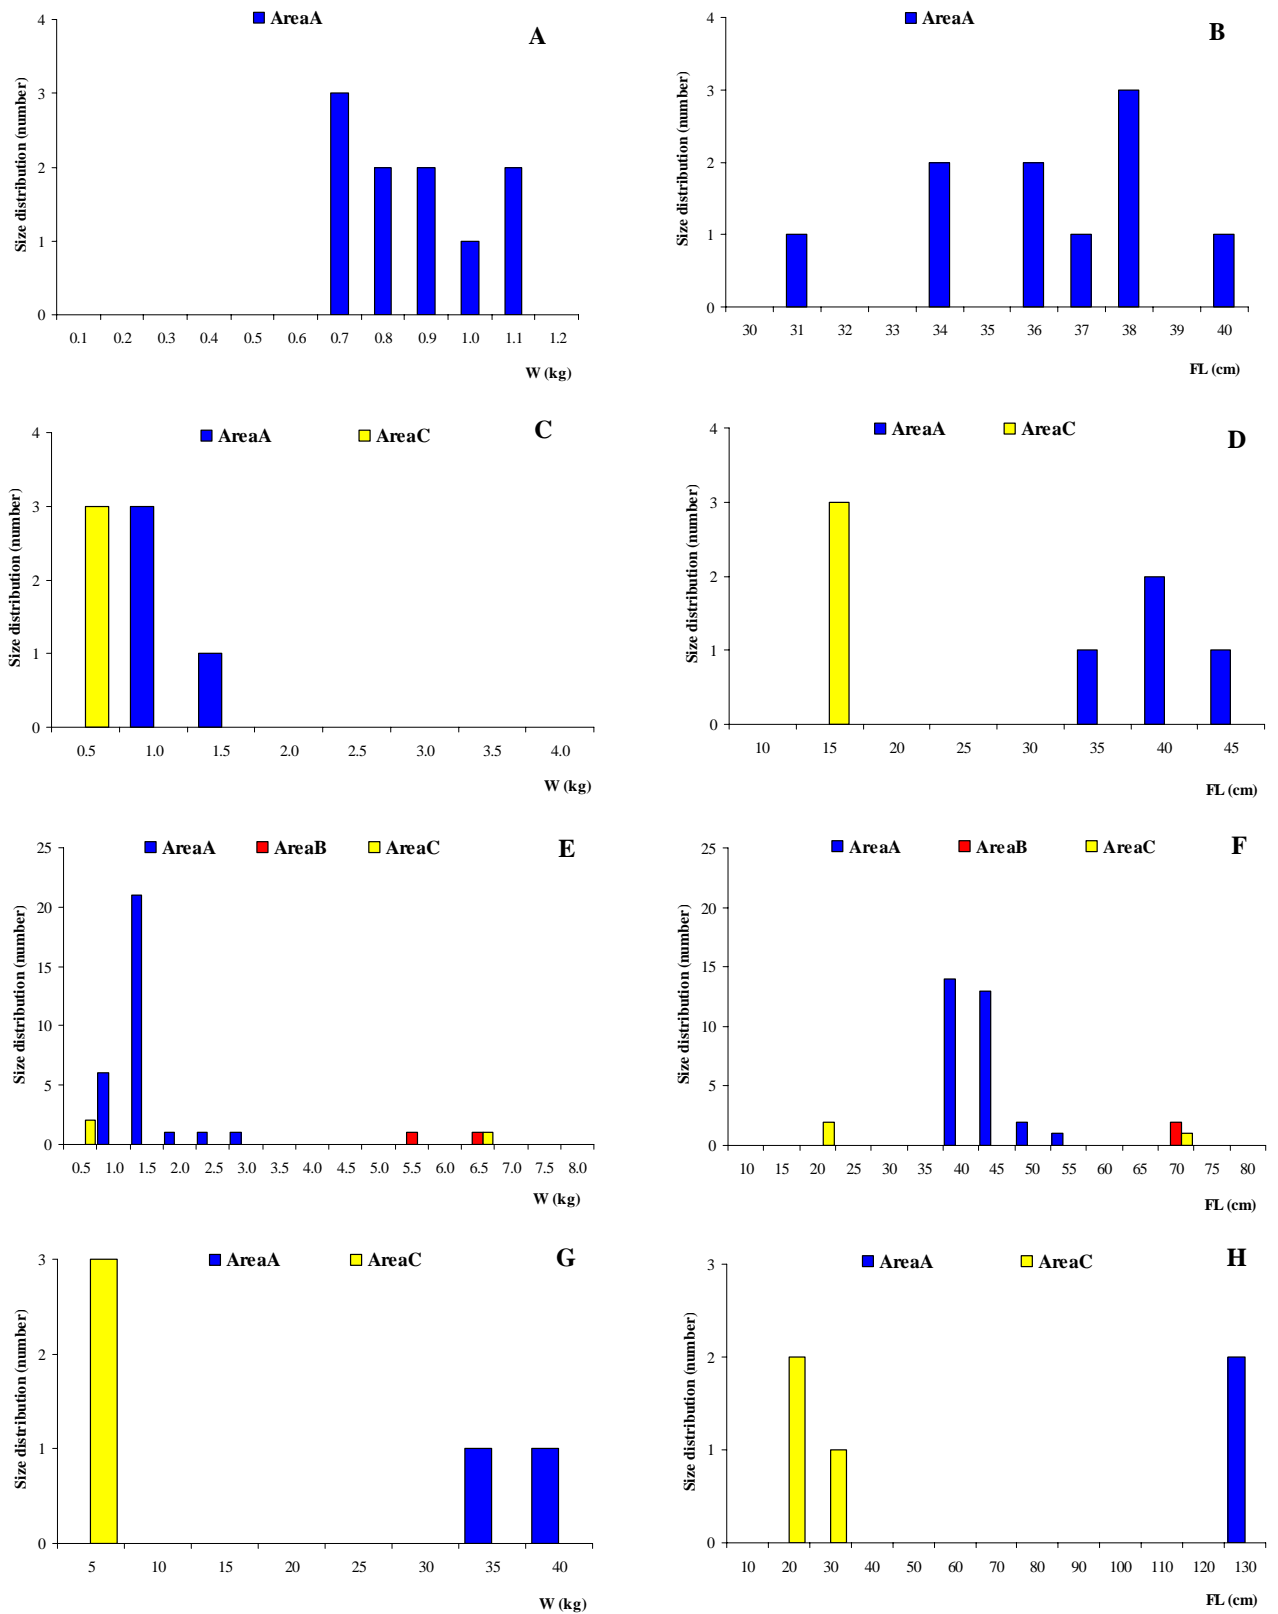 AreaA
A
Size distribution (number)
4
3
2
1
0
0.1 0.2 0.3 0.4 0.5 0.6 0.7 0.8 0.9 1.0 1.1 1.2
W (kg)
AreaA
B
Size distribution (number)
4
3
2
1
0
30 31 32 33 34 35 36 37 38 39 40
FL (cm)
AreaA AreaC
C
Size distribution (number)
4
3
2
1
0
0.5 1.0 1.5 2.0 2.5 3.0 3.5 4.0
W (kg)
AreaA AreaC
D
Size distribution (number)
4
3
2
1
0
10 15 20 25 30 35 40 45
FL (cm)
AreaA AreaB AreaC
E
Size distribution (number)
25
20
15
10
5
0
0.5 1.0 1.5 2.0 2.5 3.0 3.5 4.0 4.5 5.0 5.5 6.0 6.5 7.0 7.5 8.0
W (kg)
AreaA AreaB AreaC
F
Size distribution (number)
25
20
15
10
5
0
10 15 20 25 30 35 40 45 50 55 60 65 70 75 80
FL (cm)
AreaA AreaC
G
Size distribution (number)
3
2
1
0
5 10 15 20 25 30 35 40
W (kg)
AreaA AreaC
H
Size distribution (number)
3
2
1
0
10 20 30 40 50 60 70 80 90 100 110 120 130
FL (cm)